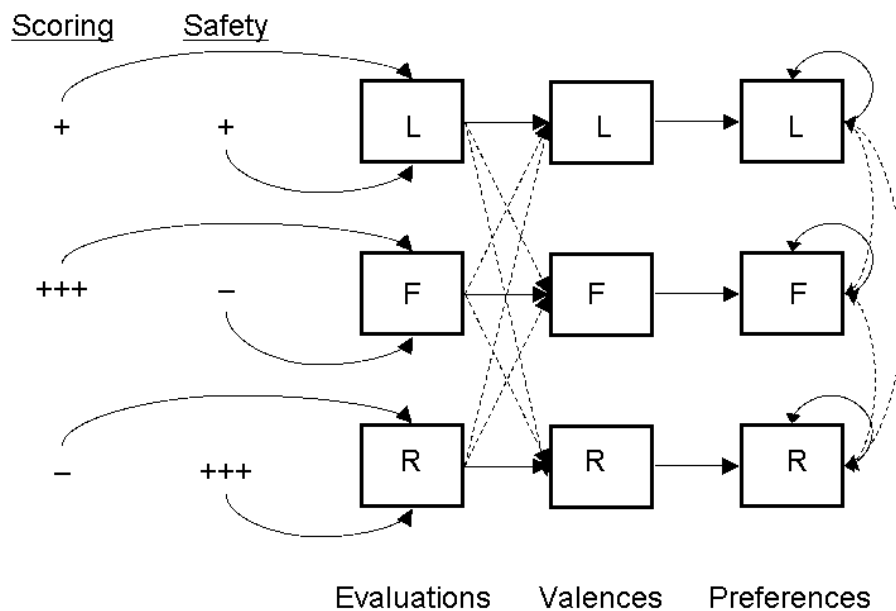 Scoring Safety
+ + L L L
+++ – F F F
– +++ R R R
Evaluations Valences Preferences